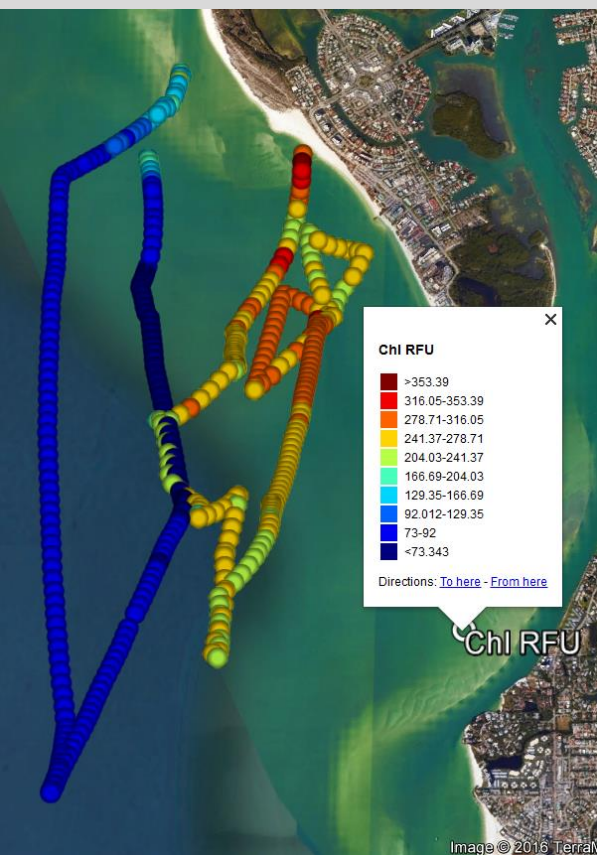 Chl RFU
>353.39
316.05-353.39
278.71-316.05
241.37-278.71
204.03-241.37
166.69-204.03
129.35-166.69
92.012-129.35
73-92
<73.343
Directions: To here - From here
Chl RFU
Image © 2016 TerraM